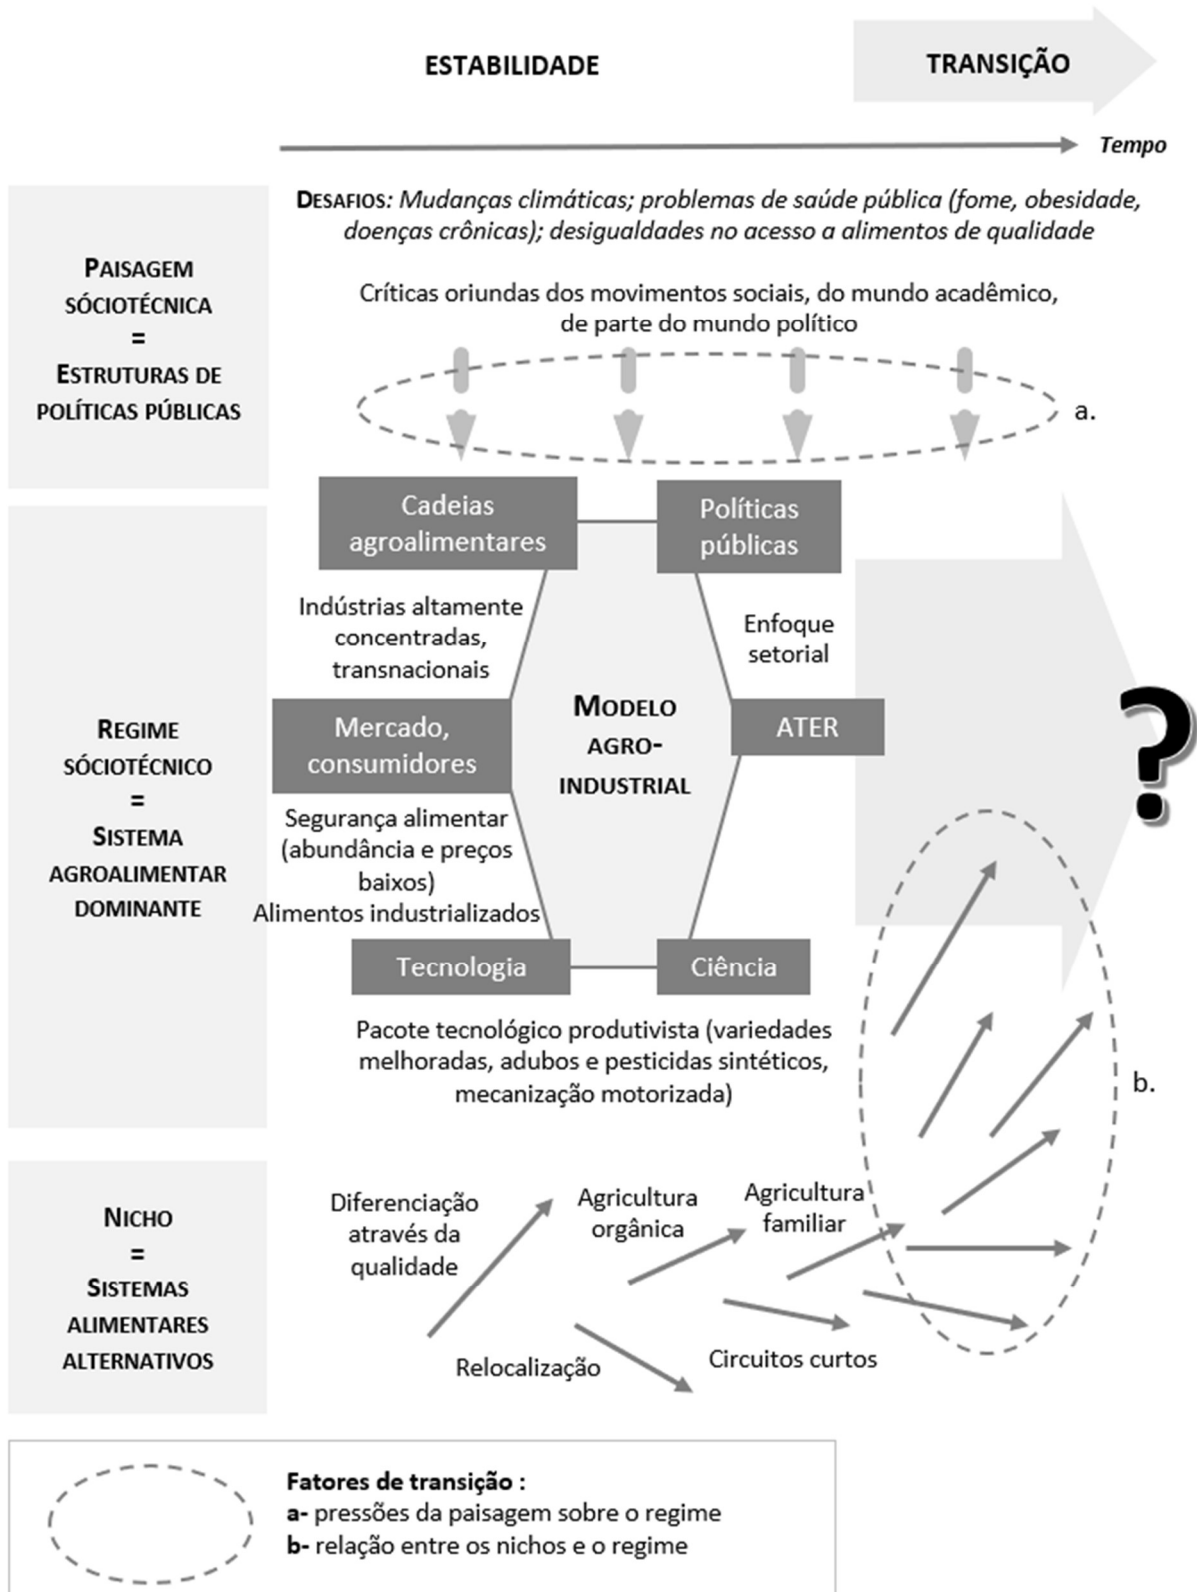 ESTABILIDADE
TRANSIÇÃO
Tempo
DESAFIOS: Mudanças climáticas; problemas de saúde pública (fome, obesidade,
doenças crônicas); desigualdades no acesso a alimentos de qualidade
PAISAGEM
SÓCIOTÉCNICA
=
ESTRUTURAS DE
POLÍTICAS PÚBLICAS
Críticas oriundas dos movimentos sociais, do mundo acadêmico,
de parte do mundo político
a.
Cadeias
agroalimentares
Políticas
públicas
Indústrias altamente
concentradas,
transnacionais
Enfoque
setorial
REGIME
SÓCIOTÉCNICO
=
SISTEMA
AGROALIMENTAR
DOMINANTE
Mercado,
consumidores
MODELO
AGRO-
INDUSTRIAL
ATER
?
Segurança alimentar
(abundância e preços
baixos)
Alimentos industrializados
Tecnologia
Ciência
Pacote tecnológico produtivista (variedades
melhoradas, adubos e pesticidas sintéticos,
mecanização motorizada)
b.
NICHO
=
SISTEMAS
ALIMENTARES
ALTERNATIVOS
Diferenciação
através da
qualidade
Agricultura
orgânica
Agricultura
familiar
Relocalização
Circuitos curtos
Fatores de transição :
a- pressões da paisagem sobre o regime
b- relação entre os nichos e o regime